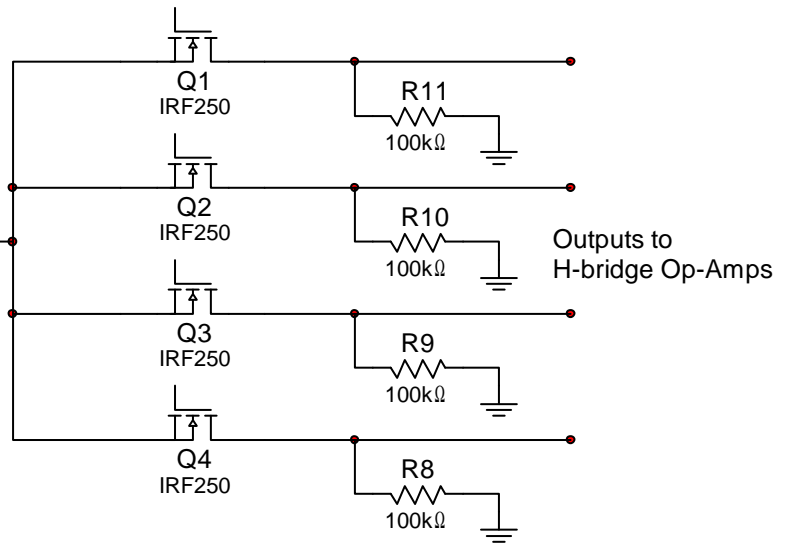 Q1
IRF250
R11
100kΩ
Q2
IRF250
R10
100kΩ
Outputs to
H-bridge Op-Amps
Q3
IRF250
R9
100kΩ
Q4
IRF250
R8
100kΩ